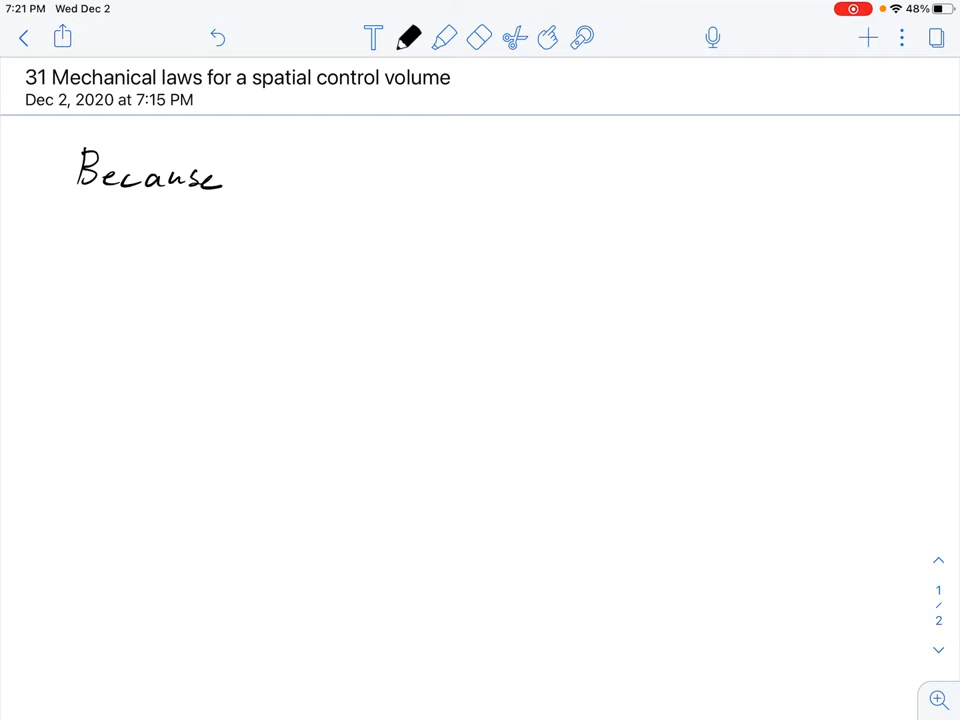 7:21 PM Wed Dec 2 48%
T
31 Mechanical laws for a spatial control volume
Dec 2, 2020 at 7:15 PM
Because
1
/
2